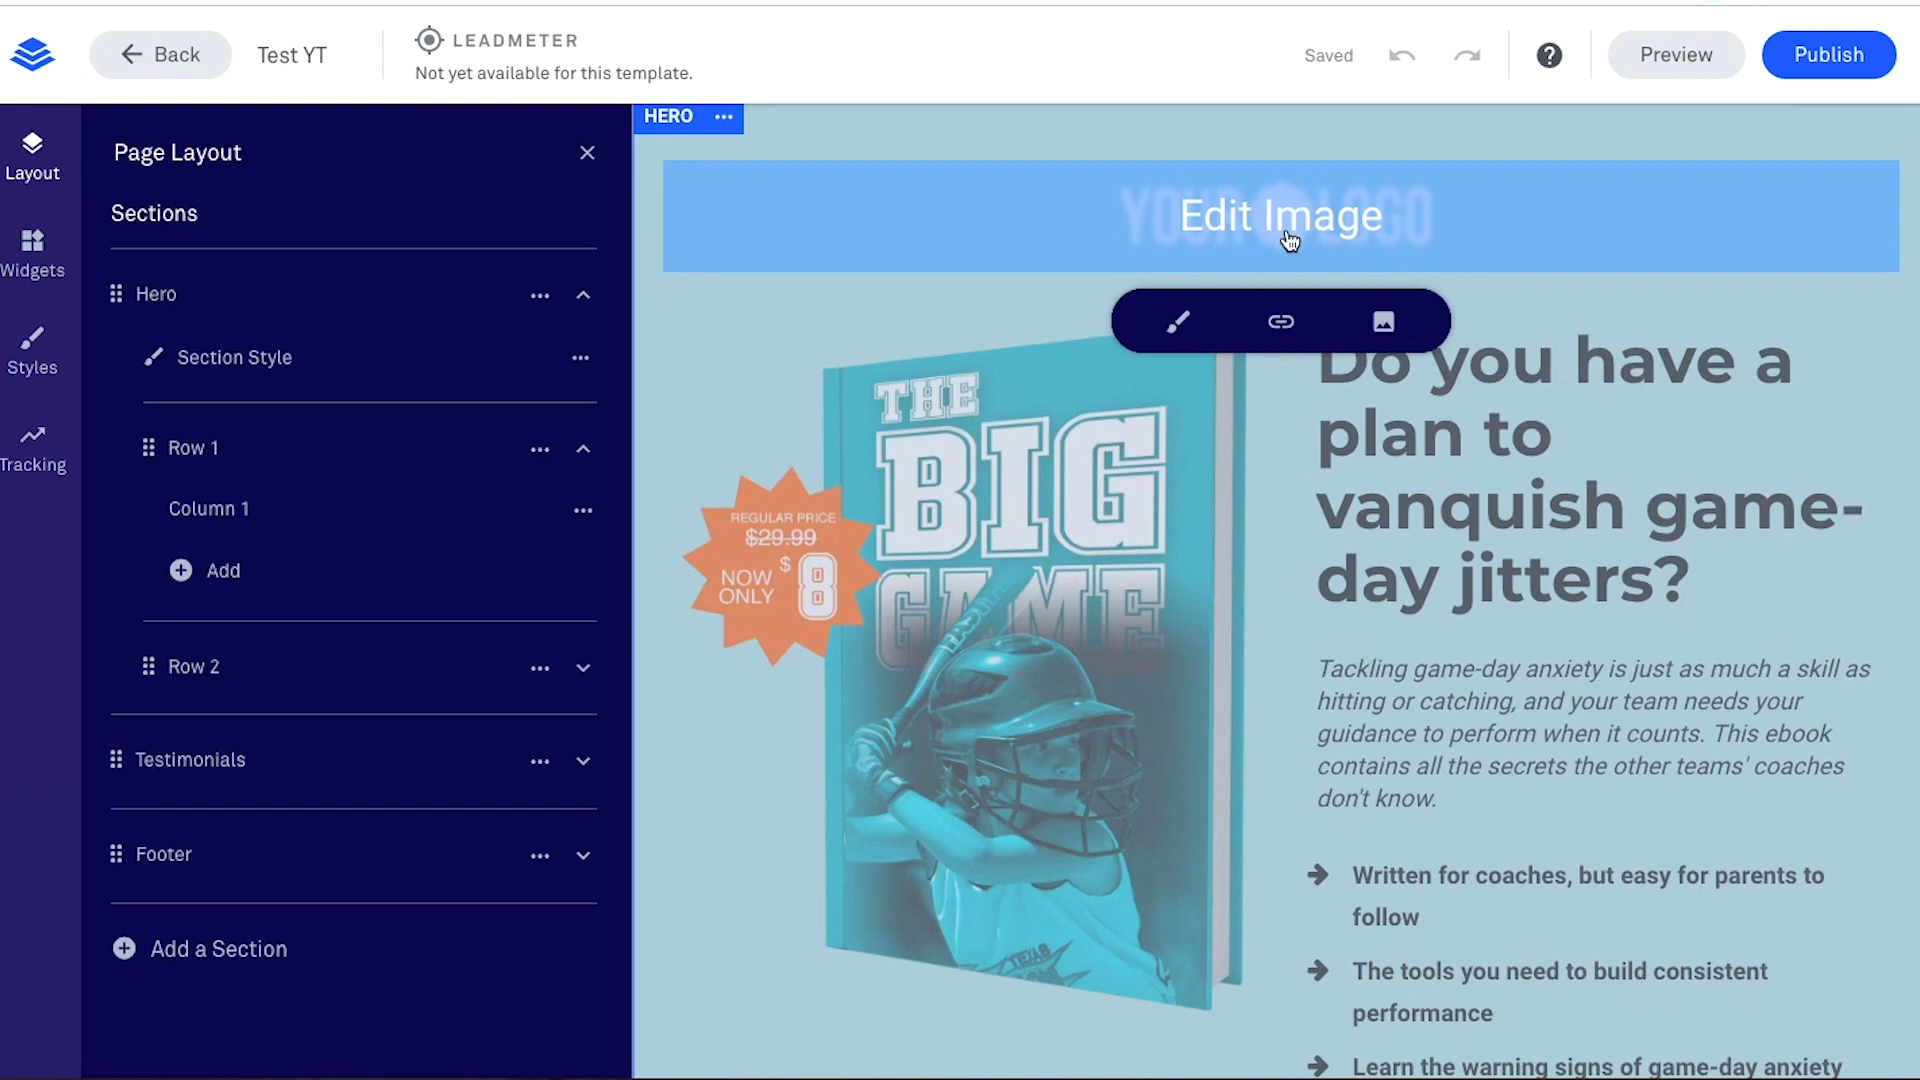 Back
Test YT
LEADMETER
Not yet available for this template.
Saved
?
Preview
Publish
Layout
Widgets
Styles
Tracking
Page Layout
Sections
Hero
Section Style
Row 1
Column 1
Add
Row 2
Testimonials
Footer
Add a Section
HERO
YOUR LOGO
Edit Image
THE
BIG
GAME
REGULAR PRICE
$29.99
NOW ONLY $8
Do you have a
plan to
vanquish game-
day jitters?
Tackling game-day anxiety is just as much a skill as
hitting or catching, and your team needs your
guidance to perform when it counts. This ebook
contains all the secrets the other teams' coaches
don't know.
Written for coaches, but easy for parents to
follow
The tools you need to build consistent
performance
Learn the warning signs of game-day anxiety